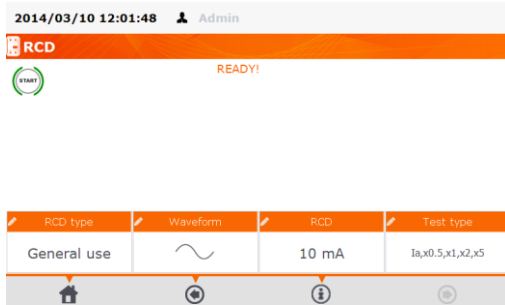 2014/03/10 12:01:48 Admin
RCD
START
READY!
RCD type Waveform RCD Test type
General use 10 mA Ia,x0.5,x1,x2,x5